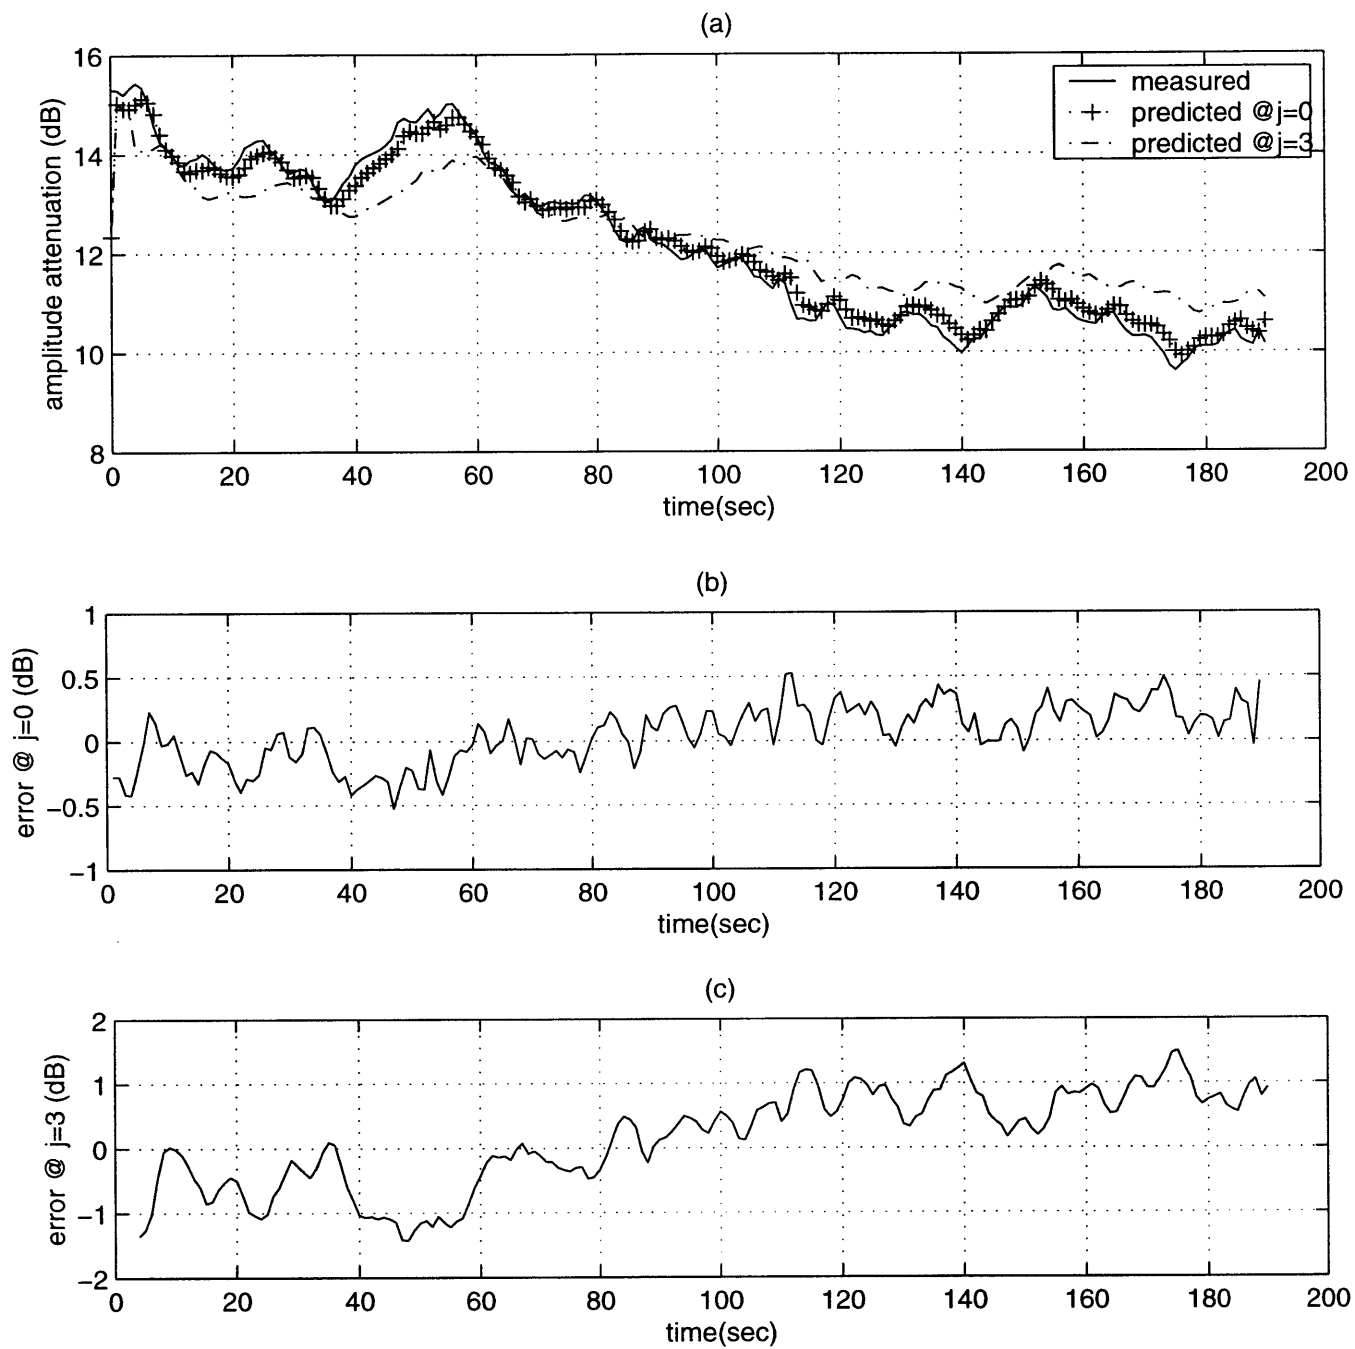 (a)
16
14
12
10
8
amplitude attenuation (dB)
measured
predicted @j=0
predicted @j=3
0 20 40 60 80 100 120 140 160 180 200
time(sec)
(b)
1
0.5
0
−0.5
−1
error @ j=0 (dB)
0 20 40 60 80 100 120 140 160 180 200
time(sec)
(c)
2
1
0
−1
−2
error @ j=3 (dB)
0 20 40 60 80 100 120 140 160 180 200
time(sec)